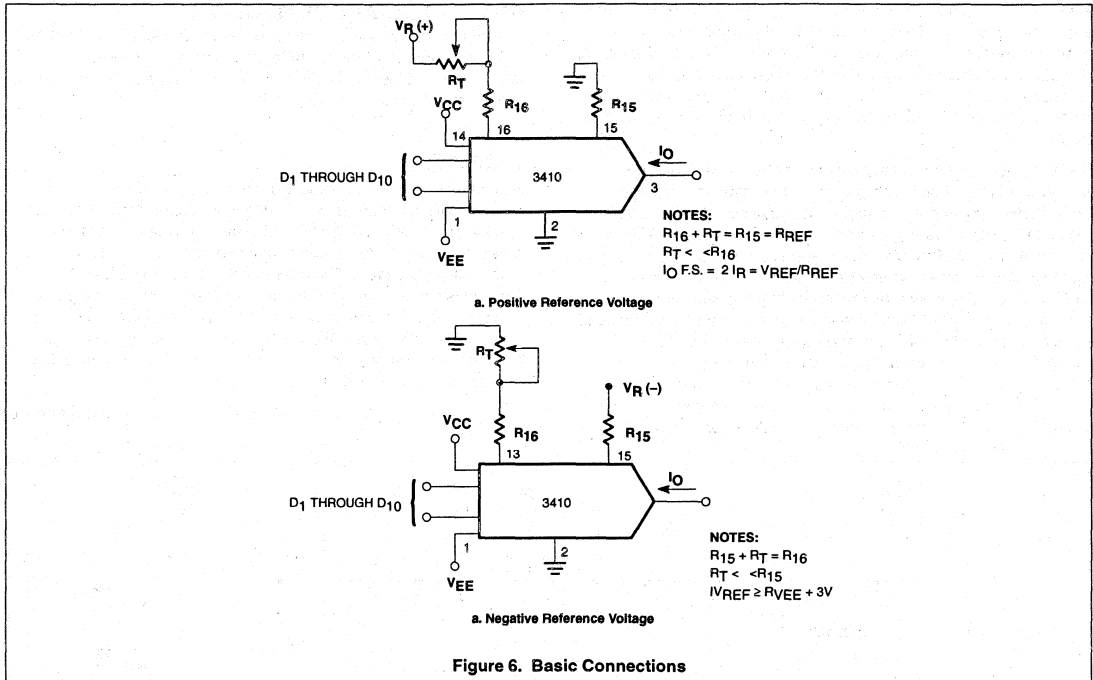 VR (+)
RT
VCC
R16
R15
14
16
15
IO
D1 THROUGH D10
3410
3
1
2
VEE
NOTES:
R16 + RT = R15 = RREF
RT < <R16
IO F.S. = 2 IR = VREF/RREF
a. Positive Reference Voltage
RT
VR (–)
VCC
R16
R15
13
15
IO
D1 THROUGH D10
3410
1
2
VEE
NOTES:
R15 + RT = R16
RT < <R15
IVREF ≥ RVEE + 3V
a. Negative Reference Voltage
Figure 6. Basic Connections